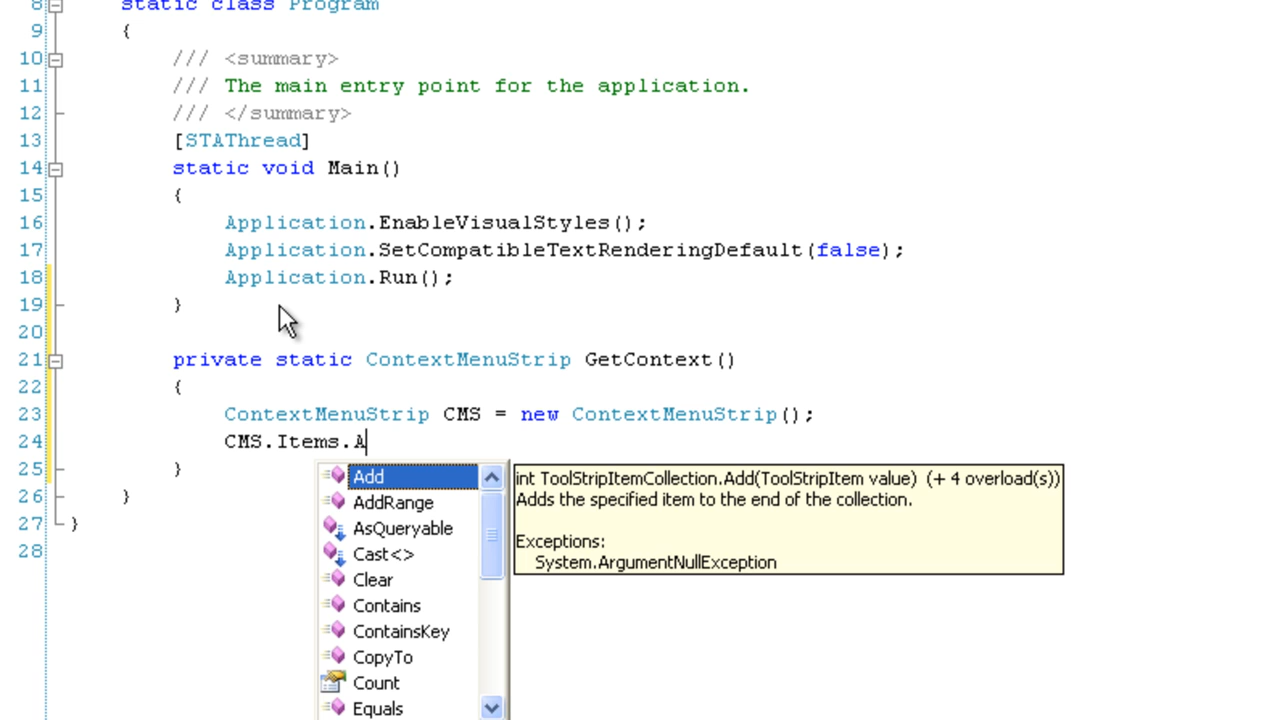 8 static class Program
9 {
10 /// <summary>
11 /// The main entry point for the application.
12 /// </summary>
13 [STAThread]
14 static void Main()
15 {
16 Application.EnableVisualStyles();
17 Application.SetCompatibleTextRenderingDefault(false);
18 Application.Run();
19 }
20
21 private static ContextMenuStrip GetContext()
22 {
23 ContextMenuStrip CMS = new ContextMenuStrip();
24 CMS.Items.A
25 }
26 }
27 }
28
Add
AddRange
AsQueryable
Cast<>
Clear
Contains
ContainsKey
CopyTo
Count
Equals
int ToolStripItemCollection.Add(ToolStripItem value) (+ 4 overload(s))
Adds the specified item to the end of the collection.
Exceptions:
System.ArgumentNullException